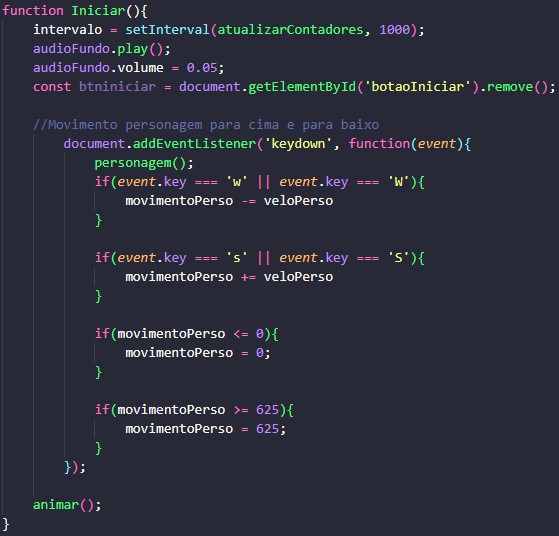 function Iniciar(){
intervalo = setInterval(atualizarContadores, 1000);
audioFundo.play();
audioFundo.volume = 0.05;
const btniniciar = document.getElementById('botaoIniciar').remove();
//Movimento personagem para cima e para baixo
document.addEventListener('keydown', function(event){
personagem();
if(event.key === 'w' || event.key === 'W'){
movimentoPerso -= veloPerso
}
if(event.key === 's' || event.key === 'S'){
movimentoPerso += veloPerso
}
if(movimentoPerso <= 0){
movimentoPerso = 0;
}
if(movimentoPerso >= 625){
movimentoPerso = 625;
}
});
animar();
}